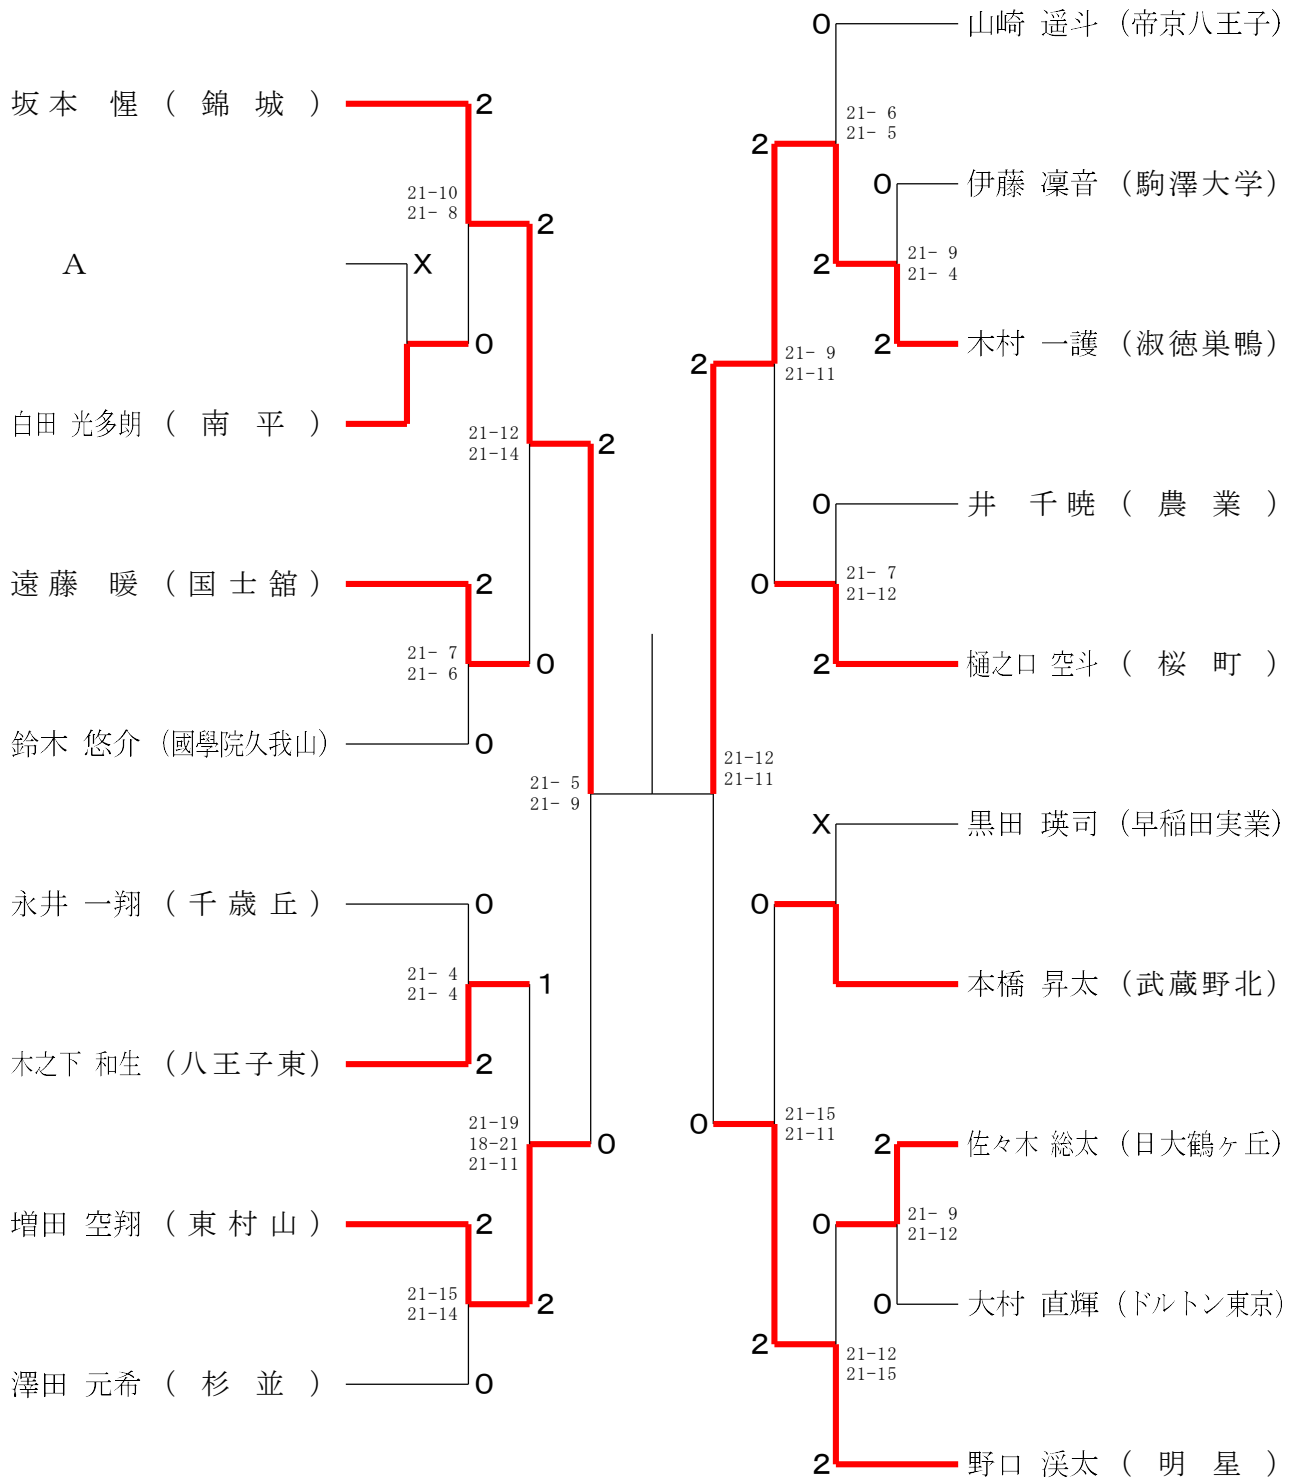 坂本 惺 ( 錦 城 )
2
21-10
21- 8
2
A
X
0
白田 光多朗 ( 南 平 )
21-12
21-14
2
遠藤 暖 ( 国 士 舘 )
2
21- 7
21- 6
0
鈴木 悠介 (國學院久我山)
0
21- 5
21- 9
永井 一翔 ( 千 歳 丘 )
0
21- 4
21- 4
1
木之下 和生 (八王子東)
2
21-19
18-21
21-11
0
増田 空翔 ( 東 村 山 )
2
21-15
21-14
2
澤田 元希 ( 杉 並 )
0
0
山崎 遥斗 (帝京八王子)
21- 6
21- 5
2
0
伊藤 凜音 (駒澤大学)
2
21- 9
21- 4
2
木村 一護 (淑徳巣鴨)
2
21- 9
21-11
0
井 千暁 ( 農 業 )
0
21- 7
21-12
2
樋之口 空斗 ( 桜 町 )
21-12
21-11
X
黒田 瑛司 (早稲田実業)
0
本橋 昇太 (武蔵野北)
0
21-15
21-11
2
佐々木 総太 (日大鶴ヶ丘)
0
21- 9
21-12
0
大村 直輝 (ドルトン東京)
2
21-12
21-15
2
野口 渓太 ( 明 星 )